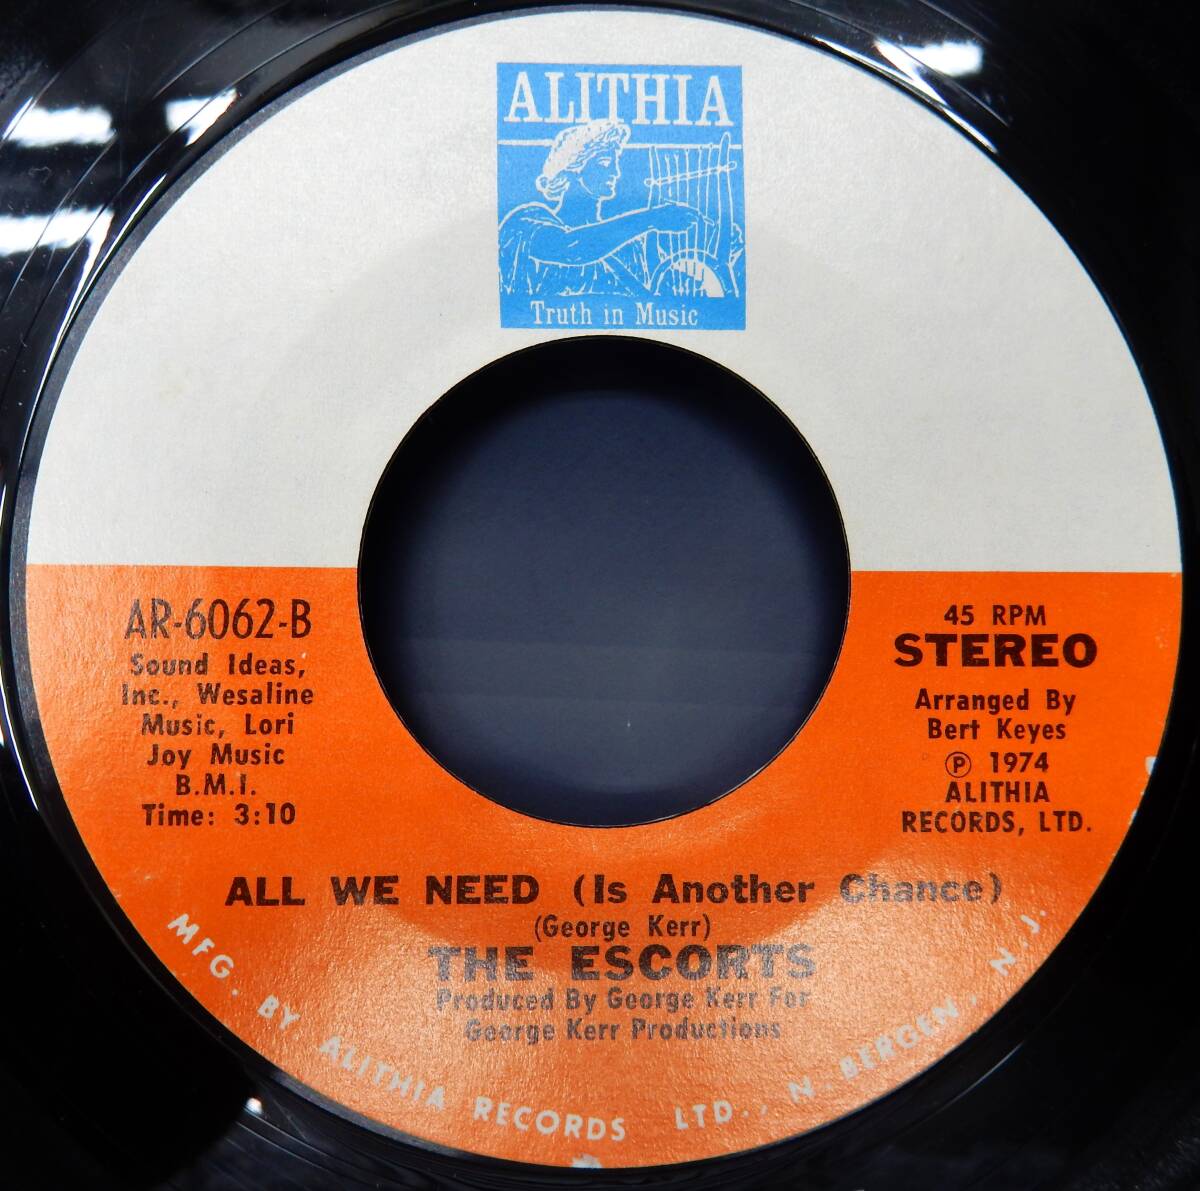 ALITHIA
Truth in Music
AR-6062-B
Sound Ideas,
Inc., Wesaline
Music, Lori
Joy Music
B.M.I.
Time: 3:10
45 RPM
STEREO
Arranged By
Bert Keyes
℗ 1974
ALITHIA
RECORDS, LTD.
ALL WE NEED (Is Another Chance)
(George Kerr)
THE ESCORTS
Produced By George Kerr For
George Kerr Productions
MFG. BY ALITHIA RECORDS LTD., N. BERGEN, N.J.